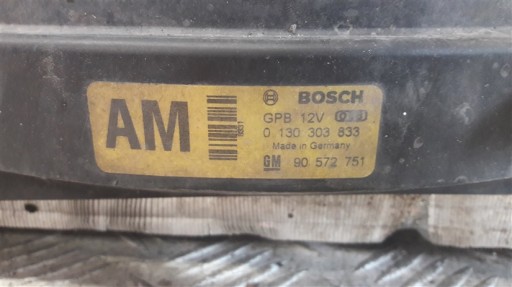 AM
BOSCH
GPB 12V
0 130 303 833
Made in Germany
GM 90 572 751